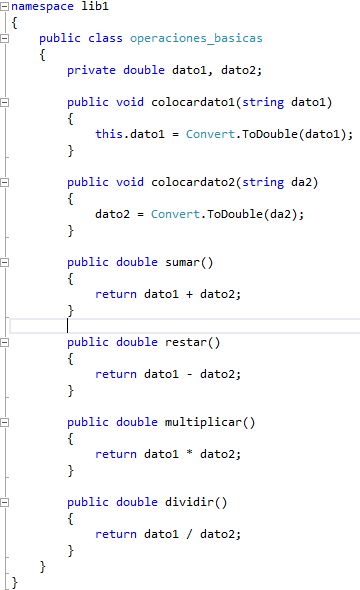 namespace lib1
{
    public class operaciones_basicas
    {
        private double dato1, dato2;

        public void colocardato1(string dato1)
        {
            this.dato1 = Convert.ToDouble(dato1);
        }

        public void colocardato2(string da2)
        {
            dato2 = Convert.ToDouble(da2);
        }

        public double sumar()
        {
            return dato1 + dato2;
        }

        public double restar()
        {
            return dato1 - dato2;
        }

        public double multiplicar()
        {
            return dato1 * dato2;
        }

        public double dividir()
        {
            return dato1 / dato2;
        }
    }
}